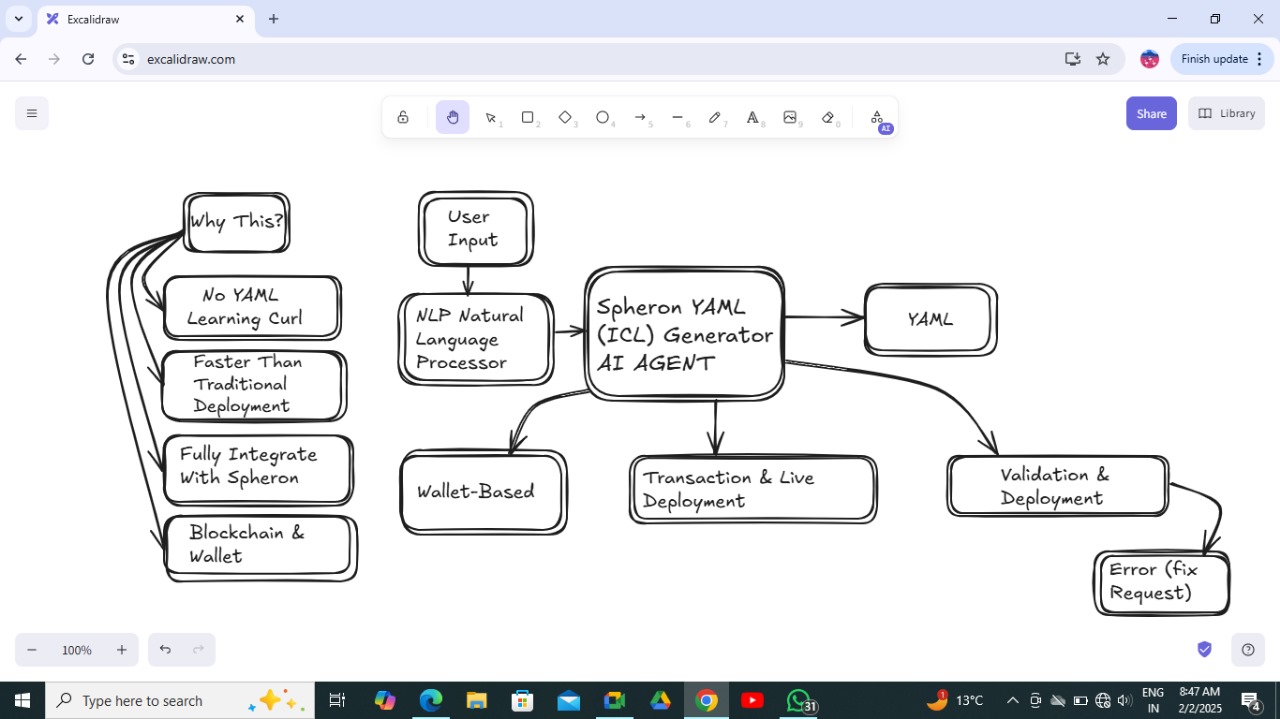 Excalidraw
excalidraw.com
Finish update
1
2
3
4
5
6
7
8
9
0
AI
Share
Library
Why This?
No YAML
Learning Curl
Faster Than
Traditional
Deployment
Fully Integrate
With Spheron
Blockchain &
Wallet
User
Input
NLP Natural
Language
Processor
Spheron YAML
(ICL) Generator
AI AGENT
YAML
Wallet-Based
Transaction & Live
Deployment
Validation &
Deployment
Error (fix
Request)
100%
Type here to search
31
1
13°C
ENG
IN
8:47 AM
2/2/2025
4